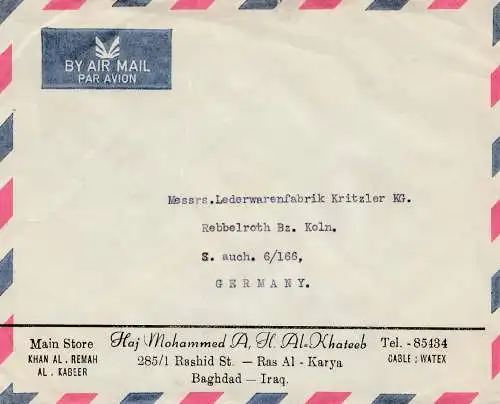 BY AIR MAIL
PAR AVION
Messrs.Lederwarenfabrik Kritzler KG.
Rebbelroth Bz. Koln.
S. auch. 6/166,
GERMANY.
Main Store Haj Mohammed A. H. Al-Khateeb Tel. - 85434
KHAN AL. REMAH 285/1 Rashid St. — Ras Al - Karya CABLE : WATEX
AL. KABEER Baghdad — Iraq.